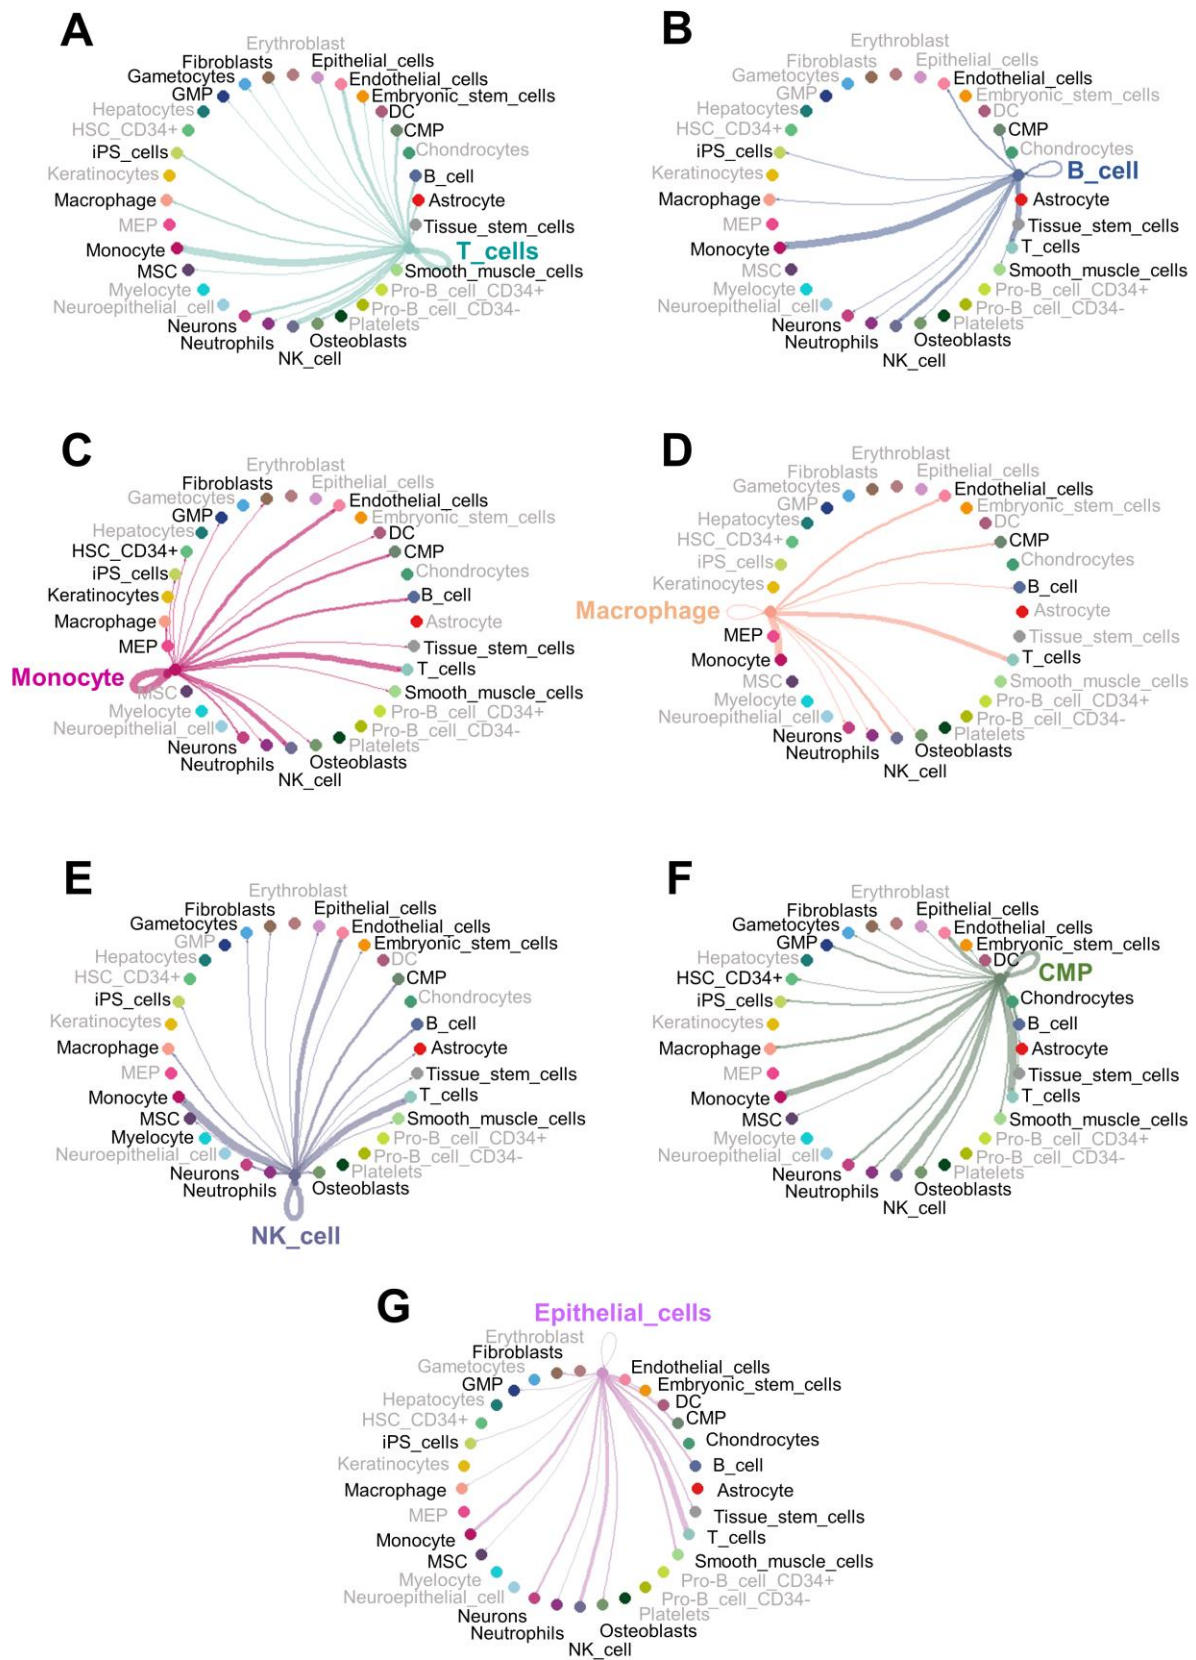 A
Erythroblast
Fibroblasts
Epithelial_cells
Gametocytes
Endothelial_cells
GMP
Embryonic_stem_cells
Hepatocytes
DC
HSC_CD34+
CMP
iPS_cells
Chondrocytes
Keratinocytes
B_cell
Macrophage
Astrocyte
MEP
Tissue_stem_cells
Monocyte
T_cells
MSC
Smooth_muscle_cells
Myelocyte
Pro-B_cell_CD34+
Neuroepithelial_cell
Pro-B_cell_CD34-
Neurons
Platelets
Neutrophils
Osteoblasts
NK_cell
B
Erythroblast
Fibroblasts
Epithelial_cells
Gametocytes
Endothelial_cells
GMP
Embryonic_stem_cells
Hepatocytes
DC
HSC_CD34+
CMP
iPS_cells
Chondrocytes
Keratinocytes
B_cell
Macrophage
Astrocyte
MEP
Tissue_stem_cells
Monocyte
T_cells
MSC
Smooth_muscle_cells
Myelocyte
Pro-B_cell_CD34+
Neuroepithelial_cell
Pro-B_cell_CD34-
Neurons
Platelets
Neutrophils
Osteoblasts
NK_cell
C
Erythroblast
Fibroblasts
Epithelial_cells
Gametocytes
Endothelial_cells
GMP
Embryonic_stem_cells
Hepatocytes
DC
HSC_CD34+
CMP
iPS_cells
Chondrocytes
Keratinocytes
B_cell
Macrophage
Astrocyte
MEP
Tissue_stem_cells
Monocyte
T_cells
MSC
Smooth_muscle_cells
Myelocyte
Pro-B_cell_CD34+
Neuroepithelial_cell
Pro-B_cell_CD34-
Neurons
Platelets
Neutrophils
Osteoblasts
NK_cell
D
Erythroblast
Fibroblasts
Epithelial_cells
Gametocytes
Endothelial_cells
GMP
Embryonic_stem_cells
Hepatocytes
DC
HSC_CD34+
CMP
iPS_cells
Chondrocytes
Keratinocytes
B_cell
Macrophage
Astrocyte
MEP
Tissue_stem_cells
Monocyte
T_cells
MSC
Smooth_muscle_cells
Myelocyte
Pro-B_cell_CD34+
Neuroepithelial_cell
Pro-B_cell_CD34-
Neurons
Platelets
Neutrophils
Osteoblasts
NK_cell
E
Erythroblast
Fibroblasts
Epithelial_cells
Gametocytes
Endothelial_cells
GMP
Embryonic_stem_cells
Hepatocytes
DC
HSC_CD34+
CMP
iPS_cells
Chondrocytes
Keratinocytes
B_cell
Macrophage
Astrocyte
MEP
Tissue_stem_cells
Monocyte
T_cells
MSC
Smooth_muscle_cells
Myelocyte
Pro-B_cell_CD34+
Neuroepithelial_cell
Pro-B_cell_CD34-
Neurons
Platelets
Neutrophils
Osteoblasts
NK_cell
F
Erythroblast
Fibroblasts
Epithelial_cells
Gametocytes
Endothelial_cells
GMP
Embryonic_stem_cells
Hepatocytes
DC
HSC_CD34+
CMP
iPS_cells
Chondrocytes
Keratinocytes
B_cell
Macrophage
Astrocyte
MEP
Tissue_stem_cells
Monocyte
T_cells
MSC
Smooth_muscle_cells
Myelocyte
Pro-B_cell_CD34+
Neuroepithelial_cell
Pro-B_cell_CD34-
Neurons
Platelets
Neutrophils
Osteoblasts
NK_cell
G
Epithelial_cells
Erythroblast
Fibroblasts
Gametocytes
Endothelial_cells
GMP
Embryonic_stem_cells
Hepatocytes
DC
HSC_CD34+
CMP
iPS_cells
Chondrocytes
Keratinocytes
B_cell
Macrophage
Astrocyte
MEP
Tissue_stem_cells
Monocyte
T_cells
MSC
Smooth_muscle_cells
Myelocyte
Pro-B_cell_CD34+
Neuroepithelial_cell
Pro-B_cell_CD34-
Neurons
Platelets
Neutrophils
Osteoblasts
NK_cell